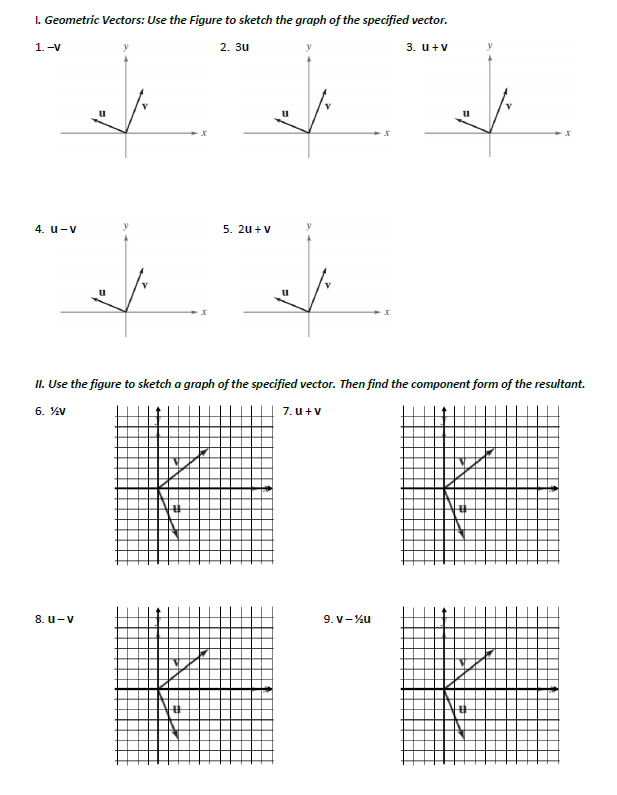 I. Geometric Vectors: Use the Figure to sketch the graph of the specified vector.
1. –v
2. 3u
3. u + v
y
y
y
u
v
u
v
u
v
x
x
x
4. u – v
5. 2u + v
y
y
u
v
u
v
x
x
II. Use the figure to sketch a graph of the specified vector. Then find the component form of the resultant.
6. ½v
7. u + v
v
v
u
u
8. u – v
9. v – ½u
v
v
u
u